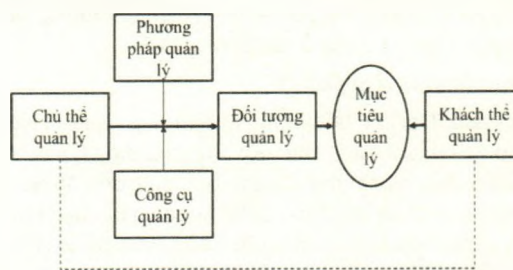 Phương
pháp quản
lý
Chủ thể
quản lý
Đối tượng
quản lý
Mục
tiêu
quản
lý
Khách thể
quản lý
Công cụ
quản lý